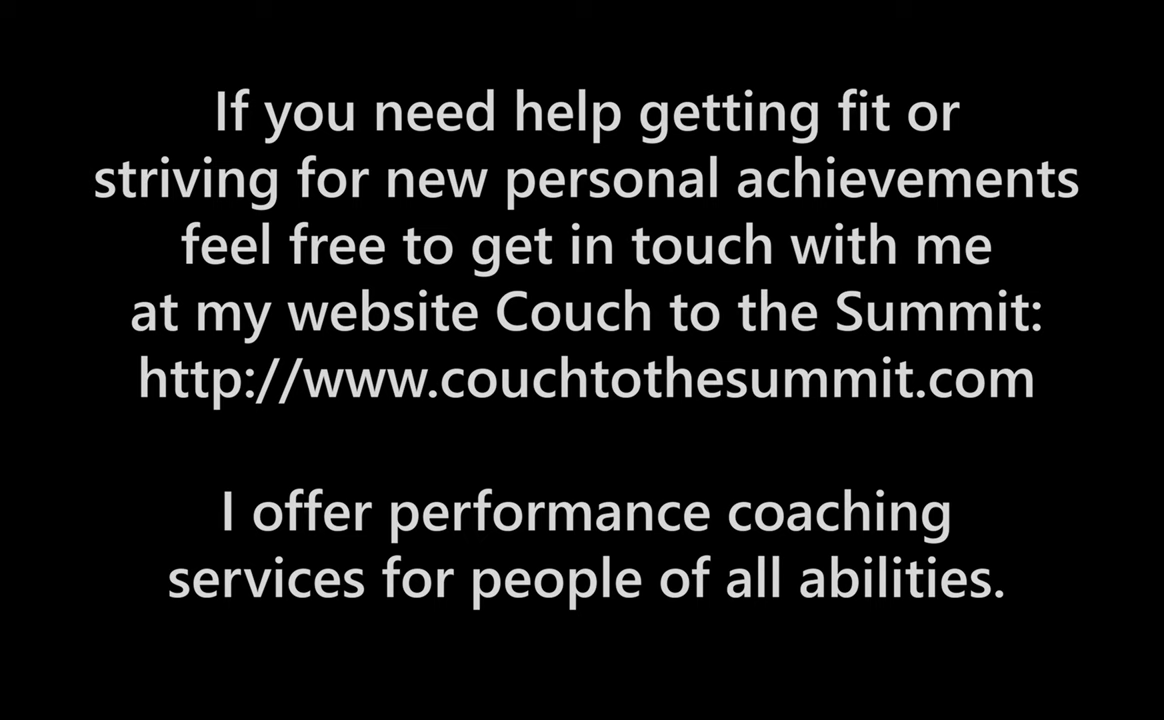 If you need help getting fit or
striving for new personal achievements
feel free to get in touch with me
at my website Couch to the Summit:
http://www.couchtothesummit.com
I offer performance coaching
services for people of all abilities.